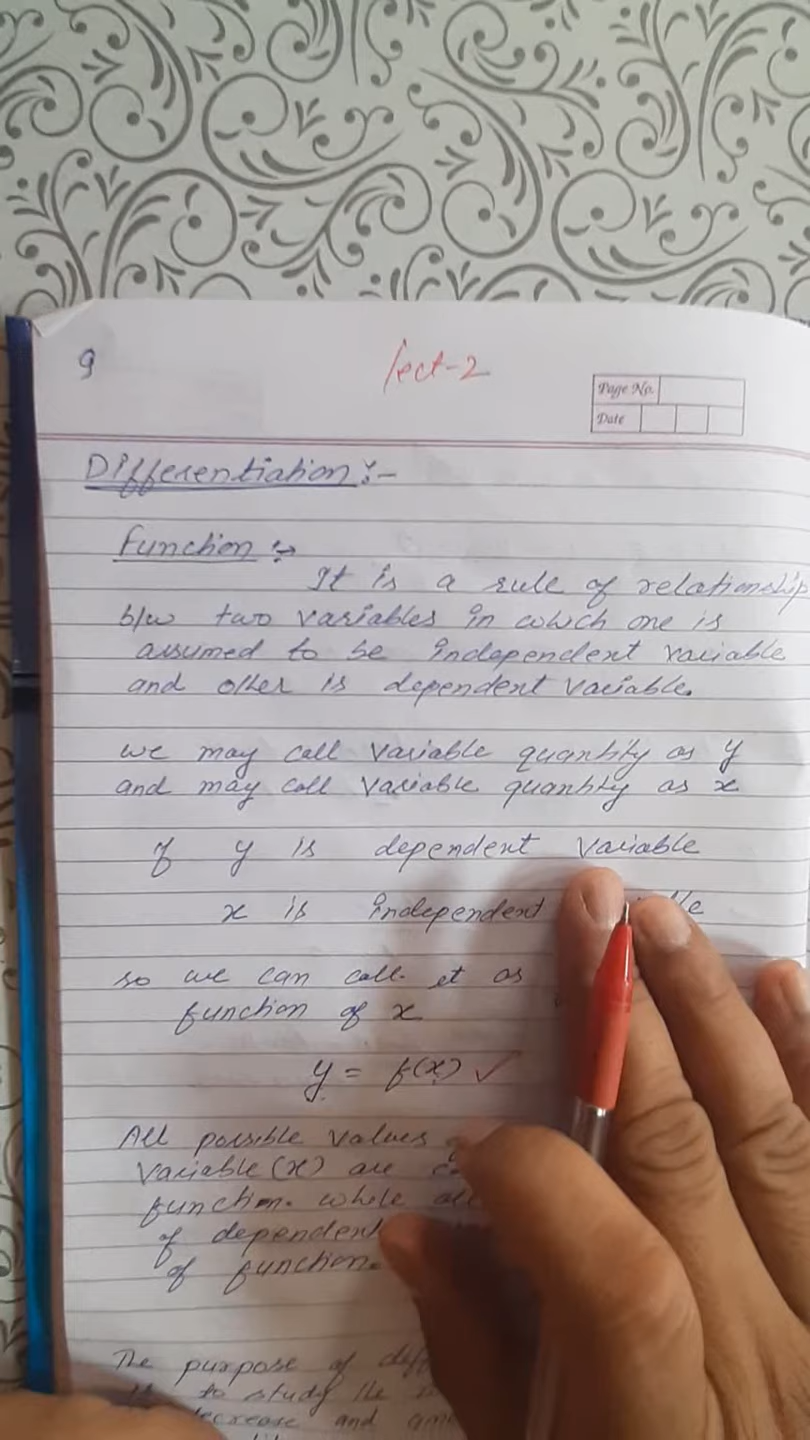 9
lect-2
Page No.
Date
Differentiation :-
Function :→
It is a rule of relationship
b/w two variables in which one is
assumed to be independent variable
and other is dependent variable.
we may call variable quantity as y
and may call variable quantity as x
if y is dependent variable
x is independent
so we can call it as
function of x
y = f(x) ✓
All possible values
variable (x) are
function. while
of dependent
of function.
The purpose of
is to study the
decrease and